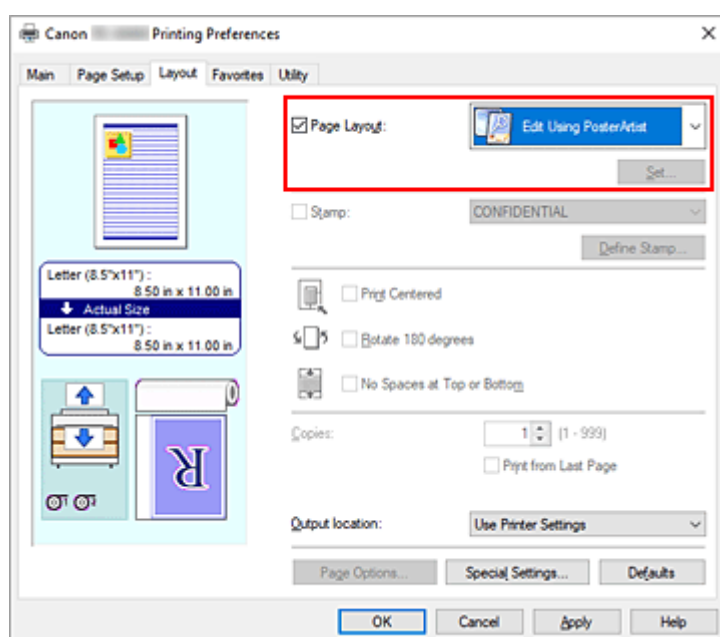 Canon Printing Preferences
Main Page Setup Layout Favorites Utility
Page Layout: Edit Using PosterArtist
Set...
Stamp: CONFIDENTIAL
Define Stamp...
Letter (8.5"x11") :
8.50 in x 11.00 in
Actual Size
Letter (8.5"x11") :
8.50 in x 11.00 in
Print Centered
Rotate 180 degrees
No Spaces at Top or Bottom
Copies: 1 (1 - 999)
Print from Last Page
R
Output location: Use Printer Settings
Page Options... Special Settings... Defaults
OK Cancel Apply Help